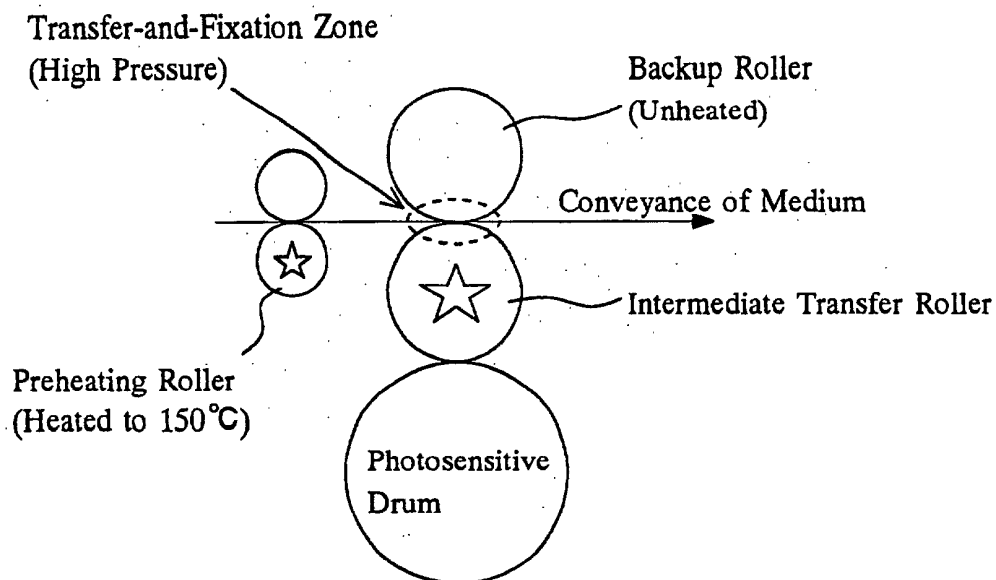 Transfer-and-Fixation Zone
(High Pressure)
Backup Roller
(Unheated)
Conveyance of Medium
Intermediate Transfer Roller
Preheating Roller
(Heated to 150℃)
Photosensitive
Drum